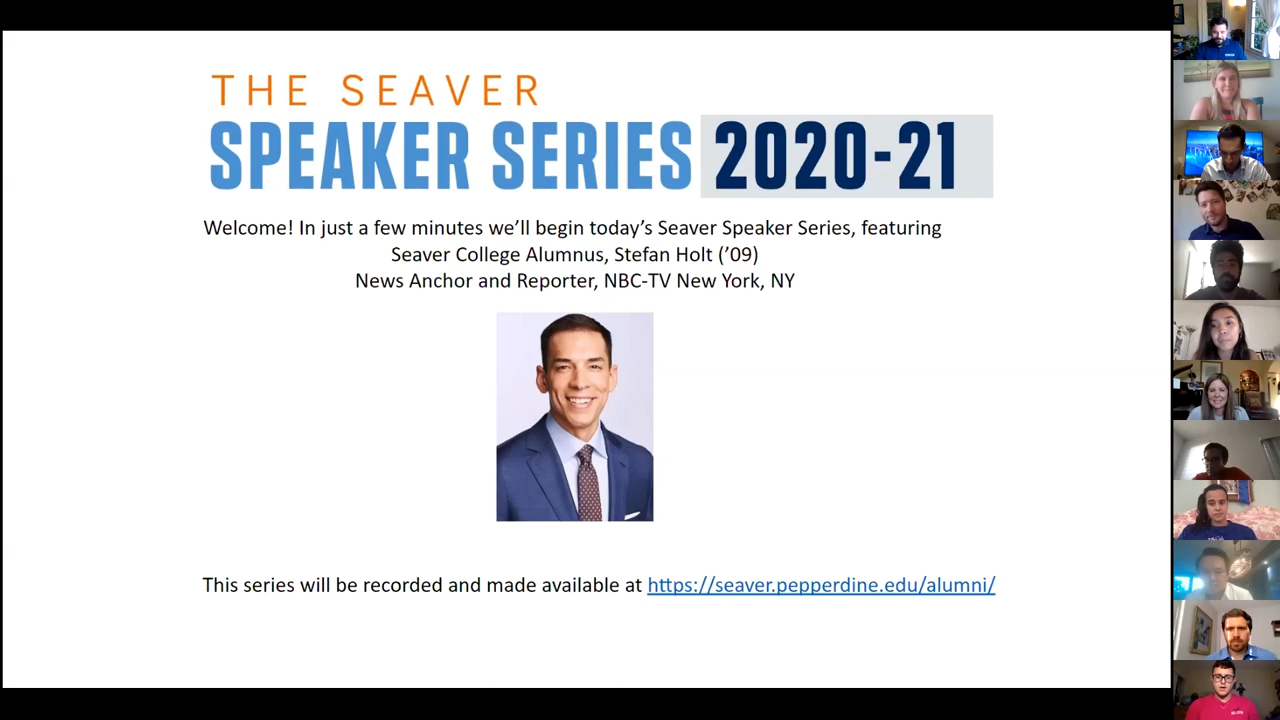 THE SEAVER
SPEAKER SERIES 2020-21
Welcome! In just a few minutes we’ll begin today’s Seaver Speaker Series, featuring
Seaver College Alumnus, Stefan Holt (’09)
News Anchor and Reporter, NBC-TV New York, NY
This series will be recorded and made available at https://seaver.pepperdine.edu/alumni/